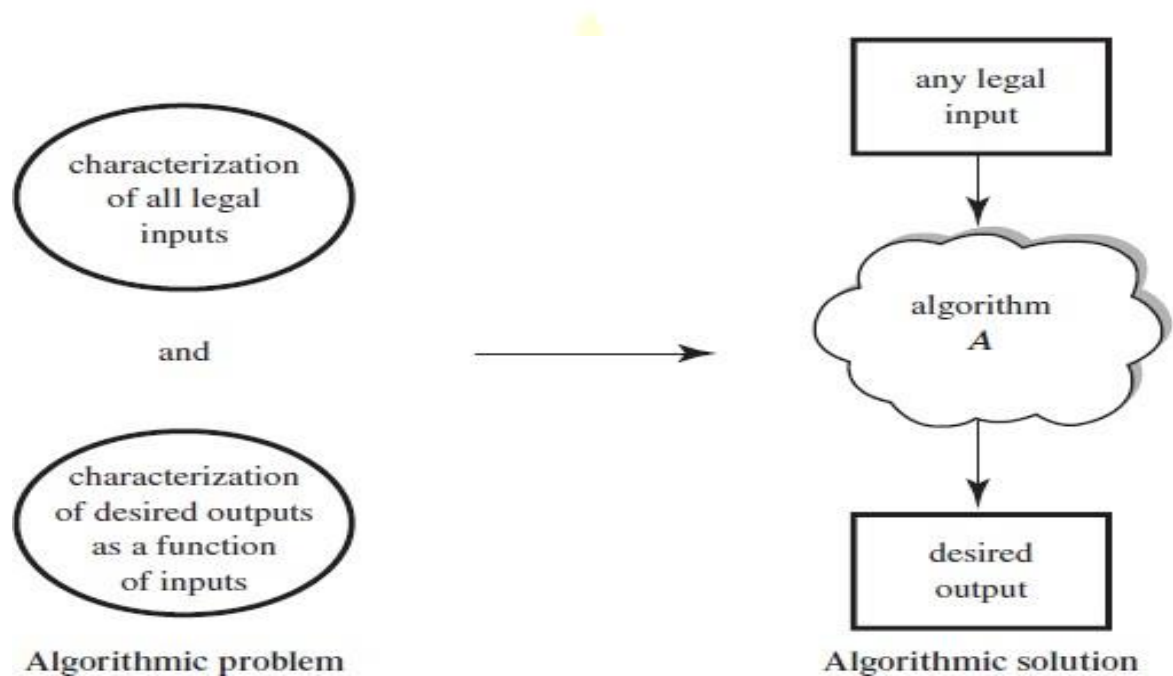 characterization
of all legal
inputs
and
characterization
of desired outputs
as a function
of inputs
Algorithmic problem
any legal
input
algorithm
A
desired
output
Algorithmic solution